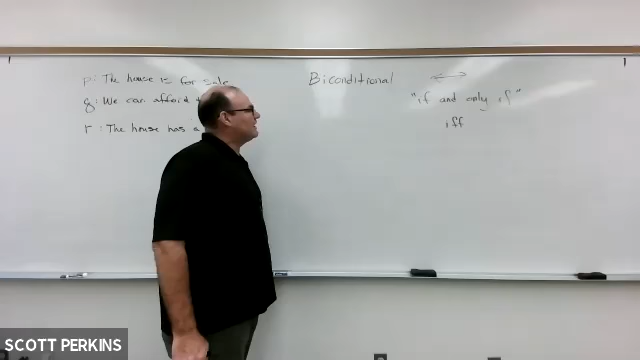 p: The house is for sale
q: We can afford
r: The house has a
Biconditional ↔
"if and only if"
iff
SCOTT PERKINS